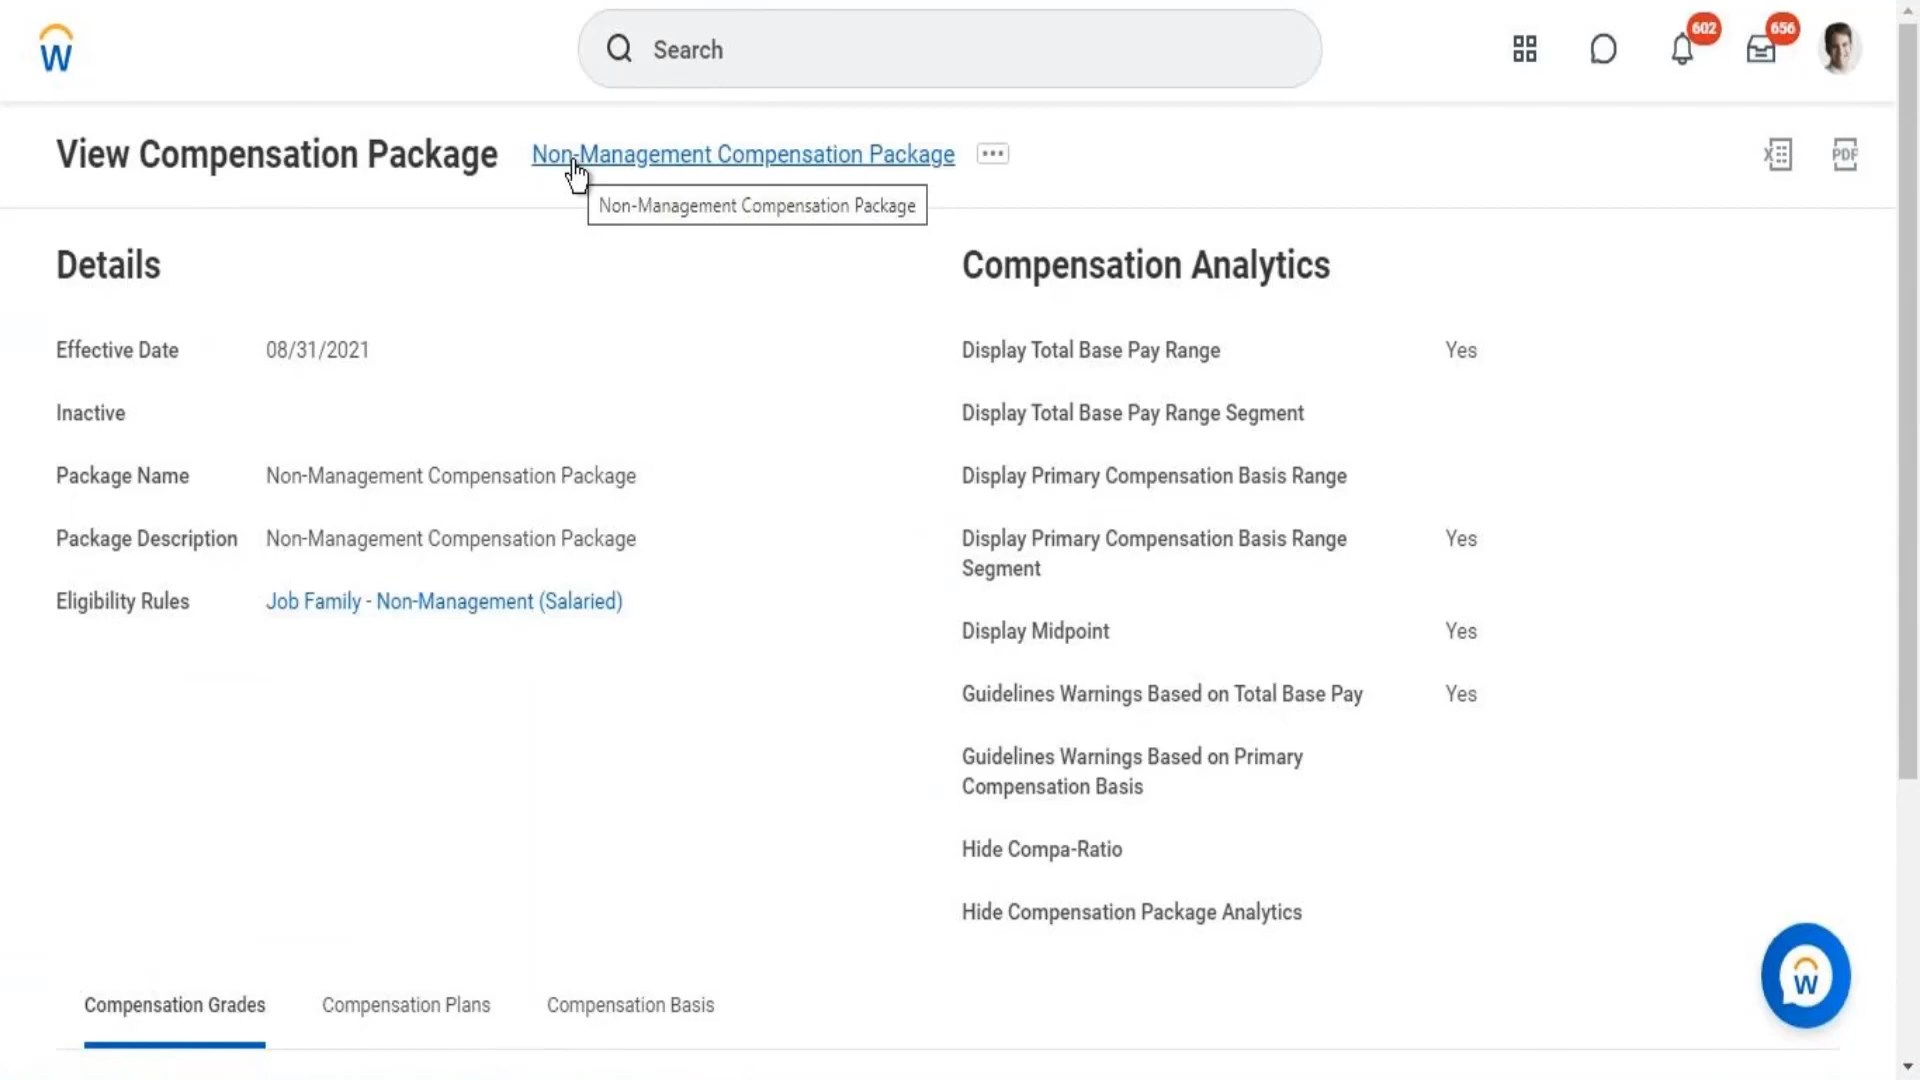 W
Search
602
656
View Compensation Package Non-Management Compensation Package
X PDF
Non-Management Compensation Package
Details
Compensation Analytics
Effective Date 08/31/2021
Display Total Base Pay Range Yes
Inactive
Display Total Base Pay Range Segment
Package Name Non-Management Compensation Package
Display Primary Compensation Basis Range
Package Description Non-Management Compensation Package
Display Primary Compensation Basis Range Yes
Segment
Eligibility Rules Job Family - Non-Management (Salaried)
Display Midpoint Yes
Guidelines Warnings Based on Total Base Pay Yes
Guidelines Warnings Based on Primary
Compensation Basis
Hide Compa-Ratio
Hide Compensation Package Analytics
W
Compensation Grades Compensation Plans Compensation Basis